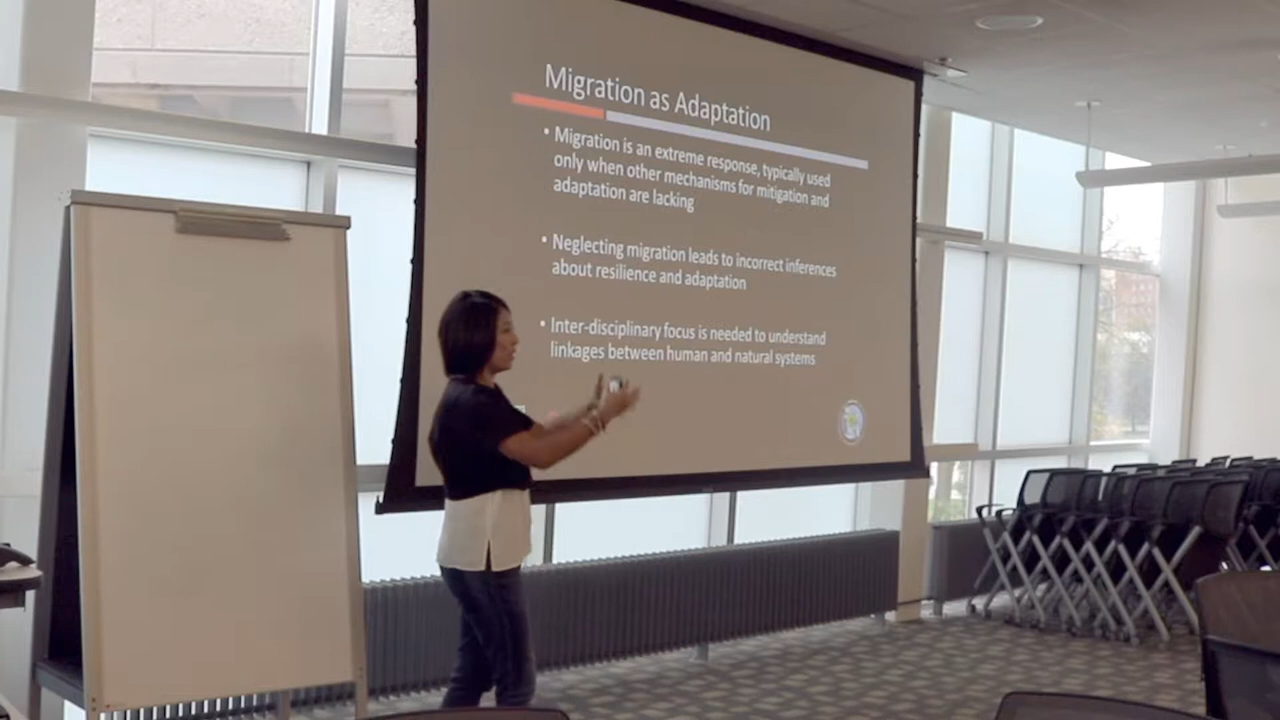 Migration as Adaptation
• Migration is an extreme response, typically used
only when other mechanisms for mitigation and
adaptation are lacking
• Neglecting migration leads to incorrect inferences
about resilience and adaptation
• Inter-disciplinary focus is needed to understand
linkages between human and natural systems